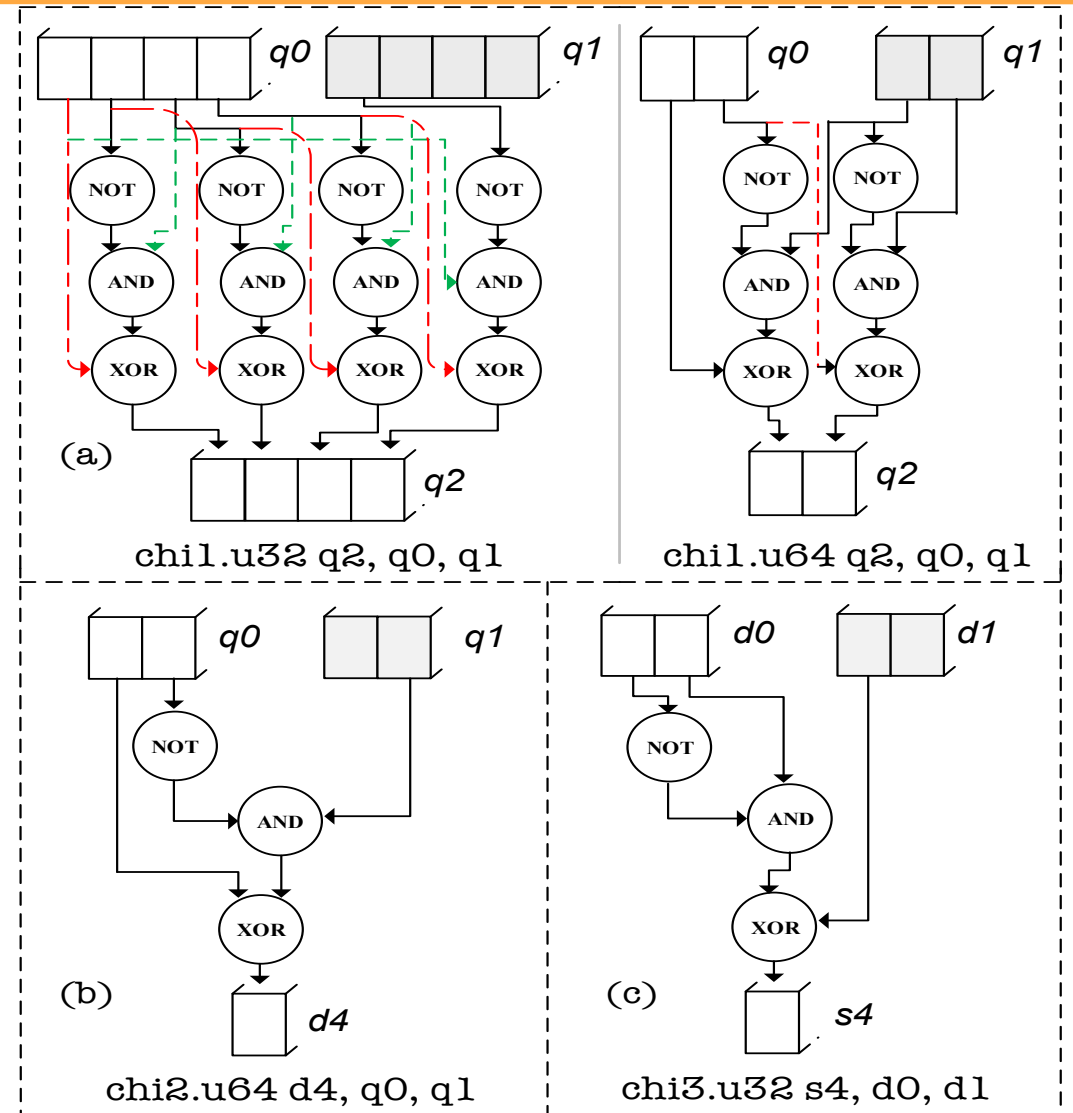 q0 q1 q0 q1
NOT NOT NOT NOT NOT NOT
AND AND AND AND AND AND
XOR XOR XOR XOR XOR XOR
(a)
q2 q2
chi1.u32 q2, q0, q1 chi1.u64 q2, q0, q1
q0 q1
NOT
AND
XOR
(b)
d4
chi2.u64 d4, q0, q1
d0 d1
NOT
AND
XOR
(c)
s4
chi3.u32 s4, d0, d1